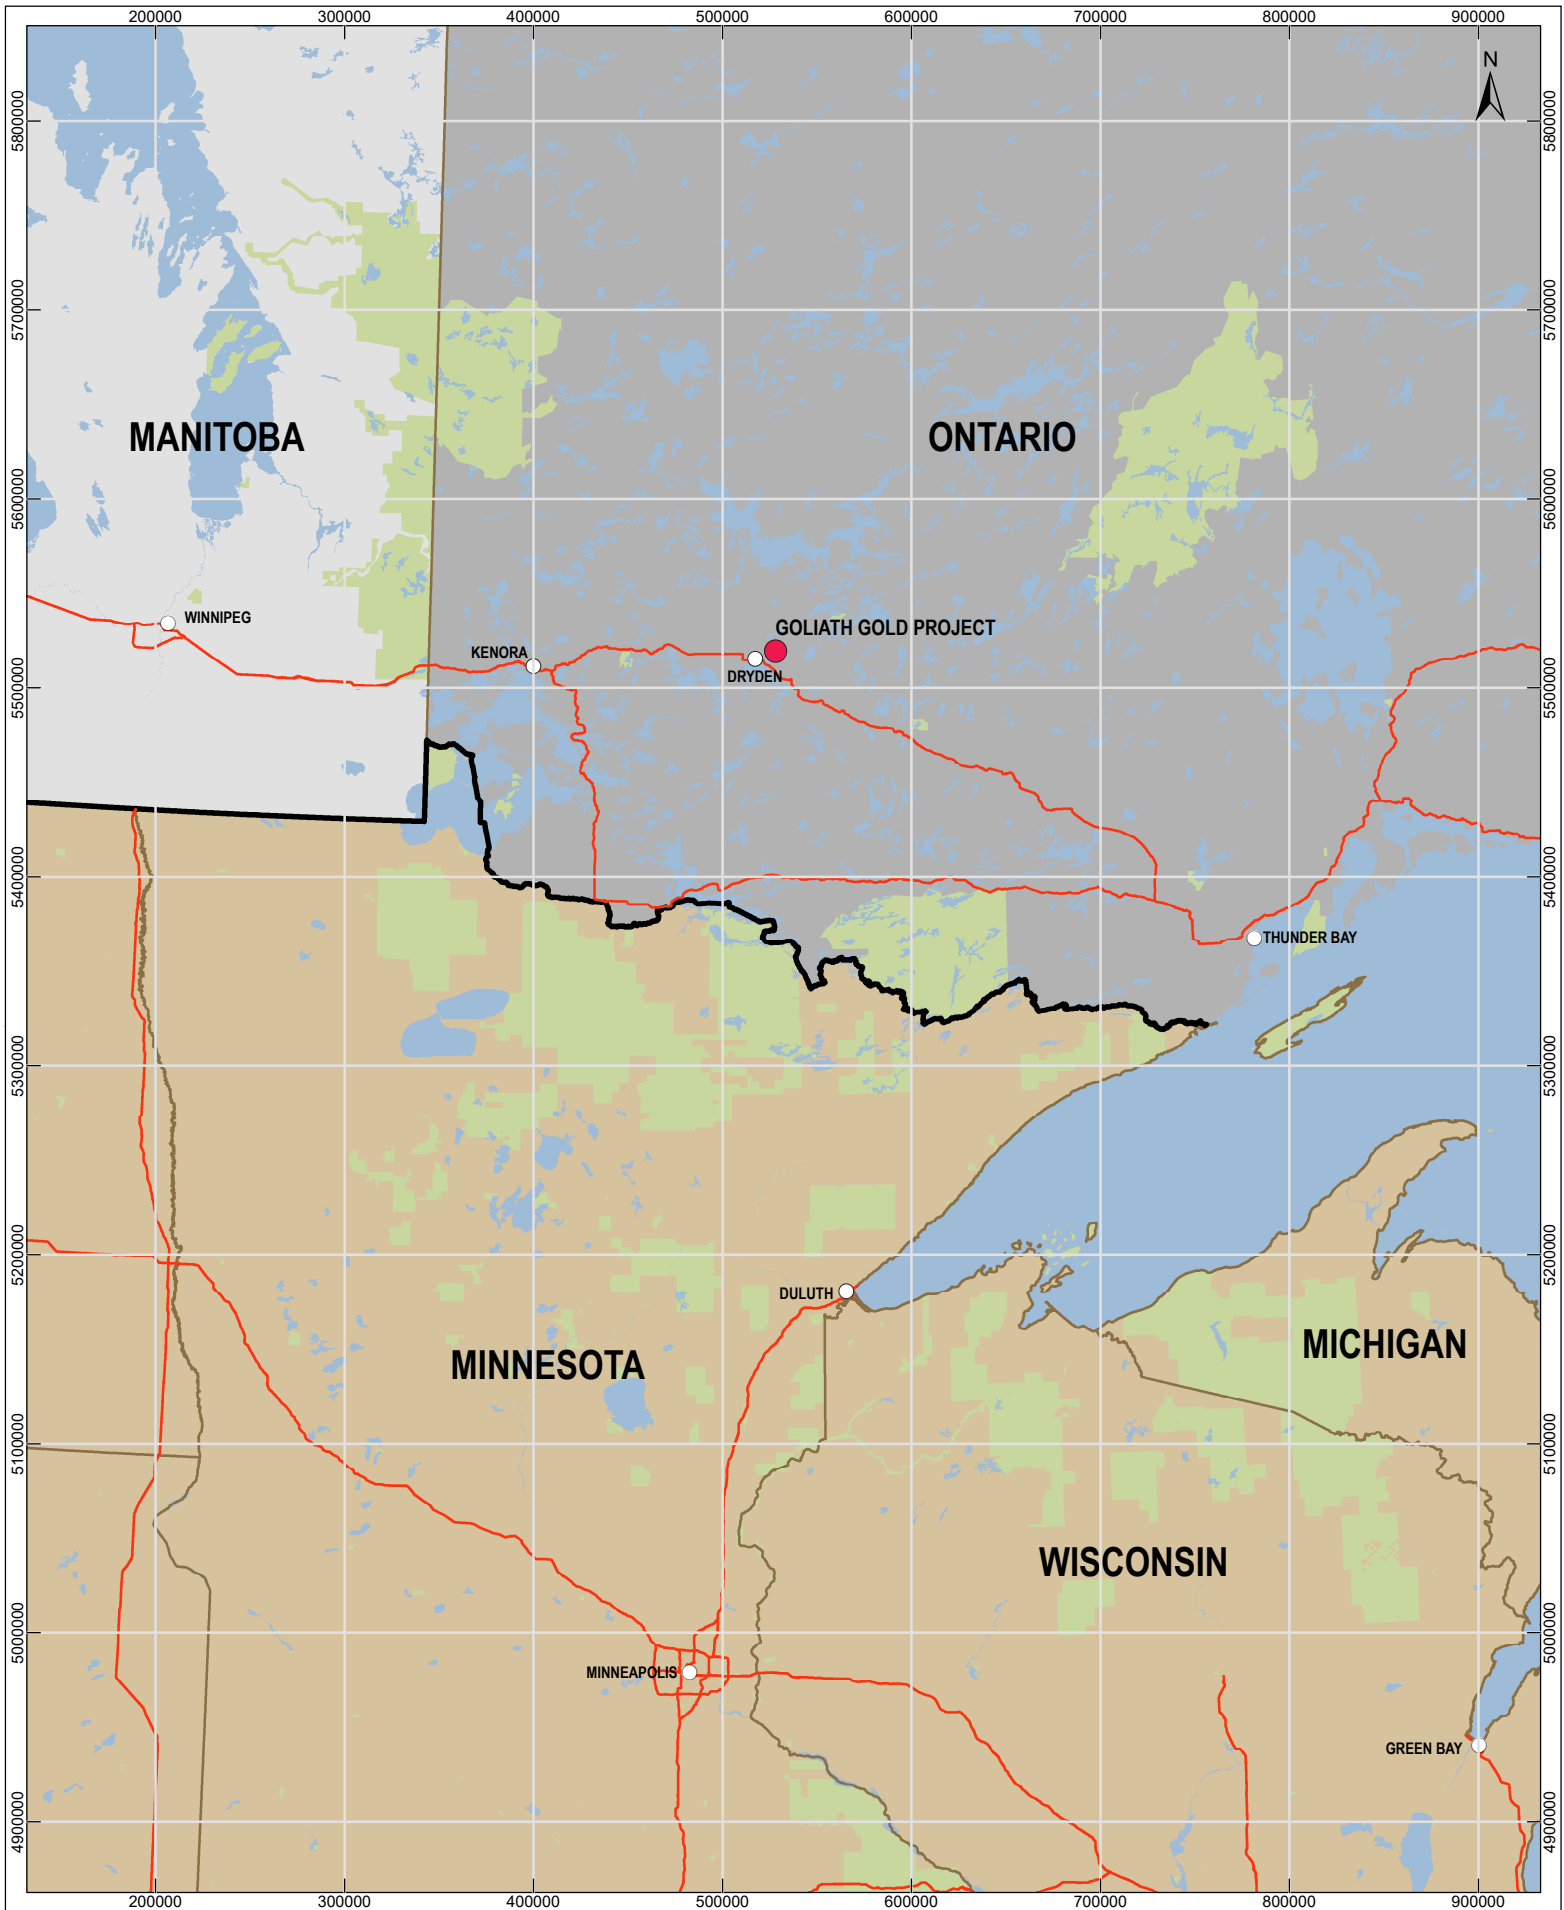 200000 300000 400000 500000 600000 700000 800000 900000
N
5800000 5800000
5700000 5700000
MANITOBA ONTARIO
5600000 5600000
WINNIPEG
GOLIATH GOLD PROJECT
KENORA
DRYDEN
5500000 5500000
5400000 5400000
THUNDER BAY
5300000 5300000
5200000 5200000
DULUTH
MICHIGAN
MINNESOTA
5100000 5100000
WISCONSIN
5000000 5000000
MINNEAPOLIS
GREEN BAY
4900000 4900000
200000 300000 400000 500000 600000 700000 800000 900000